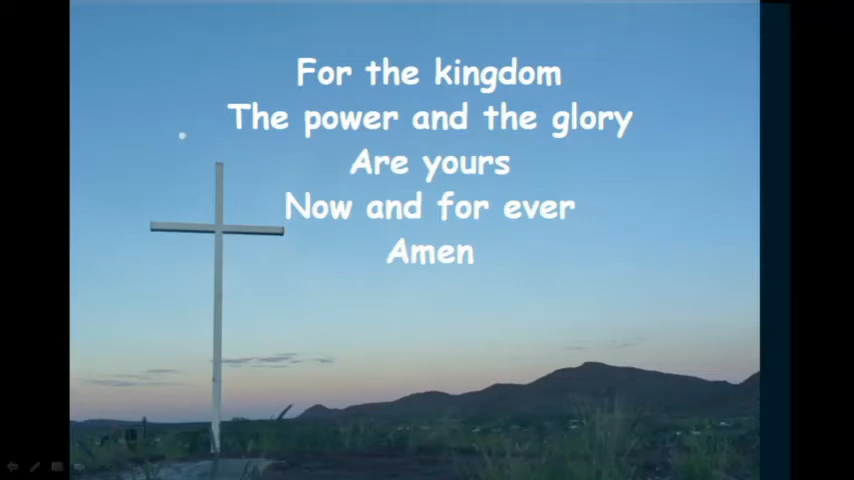 For the kingdom
The power and the glory
Are yours
Now and for ever
Amen